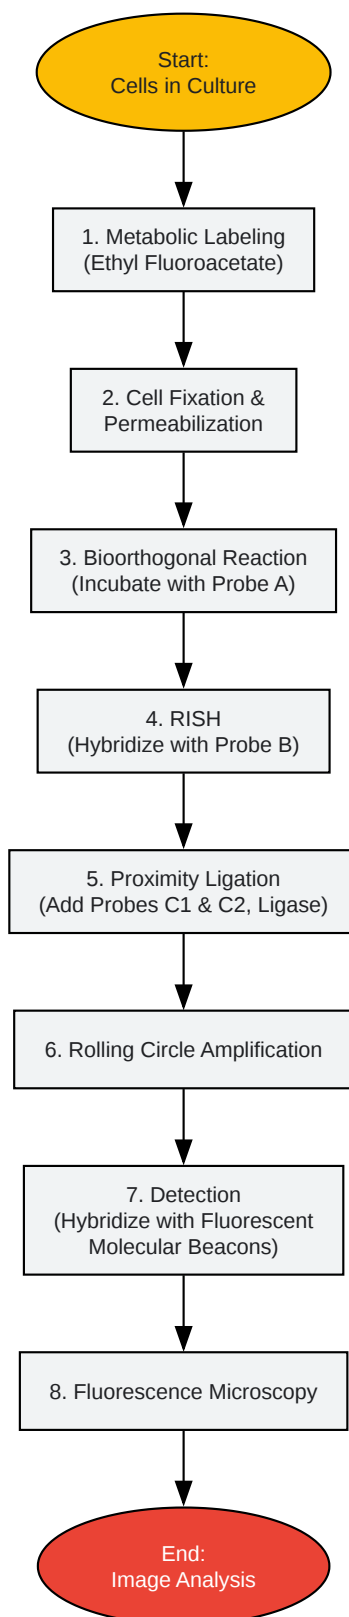 Start:
Cells in Culture
1. Metabolic Labeling
(Ethyl Fluoroacetate)
2. Cell Fixation &
Permeabilization
3. Bioorthogonal Reaction
(Incubate with Probe A)
4. RISH
(Hybridize with Probe B)
5. Proximity Ligation
(Add Probes C1 & C2, Ligase)
6. Rolling Circle Amplification
7. Detection
(Hybridize with Fluorescent
Molecular Beacons)
8. Fluorescence Microscopy
End:
Image Analysis